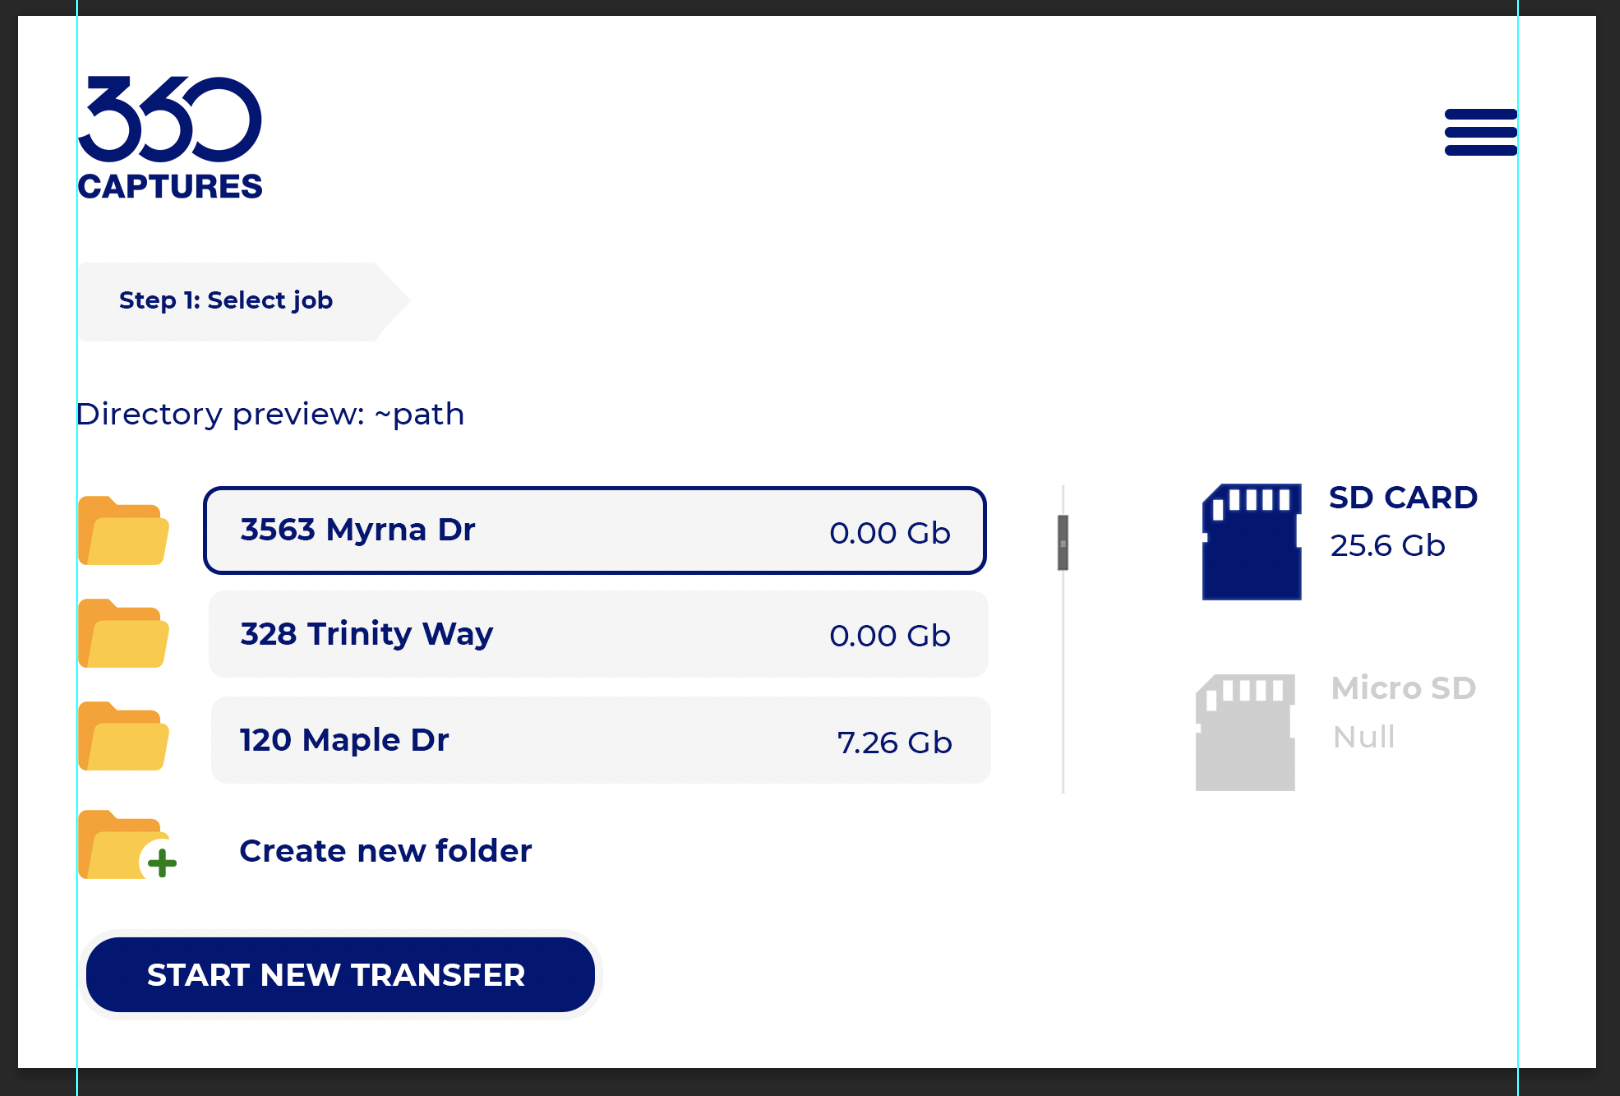 360
CAPTURES
Step 1: Select job
Directory preview: ~path
3563 Myrna Dr 0.00 Gb
328 Trinity Way 0.00 Gb
120 Maple Dr 7.26 Gb
Create new folder
START NEW TRANSFER
SD CARD
25.6 Gb
Micro SD
Null